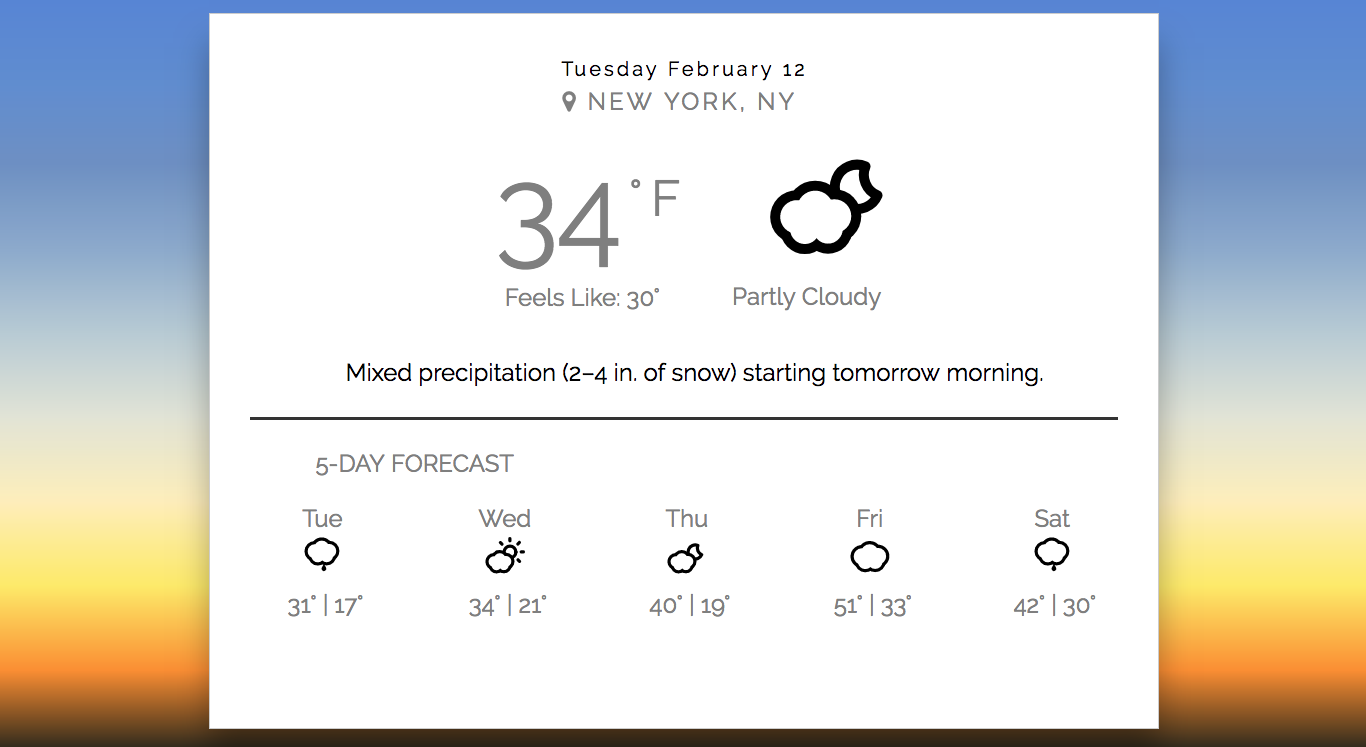 Tuesday February 12
NEW YORK, NY
34°F
Feels Like: 30°
Partly Cloudy
Mixed precipitation (2–4 in. of snow) starting tomorrow morning.
5-DAY FORECAST
Tue Wed Thu Fri Sat
31° | 17° 34° | 21° 40° | 19° 51° | 33° 42° | 30°